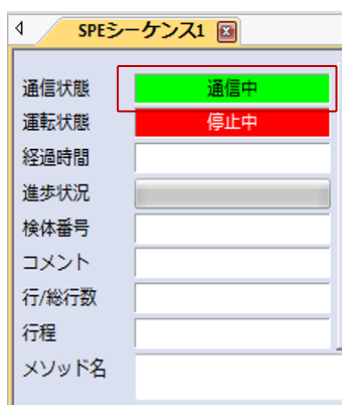 SPEシーケンス1
通信状態 通信中
運転状態 停止中
経過時間
進歩状況
検体番号
コメント
行/総行数
行程
メソッド名